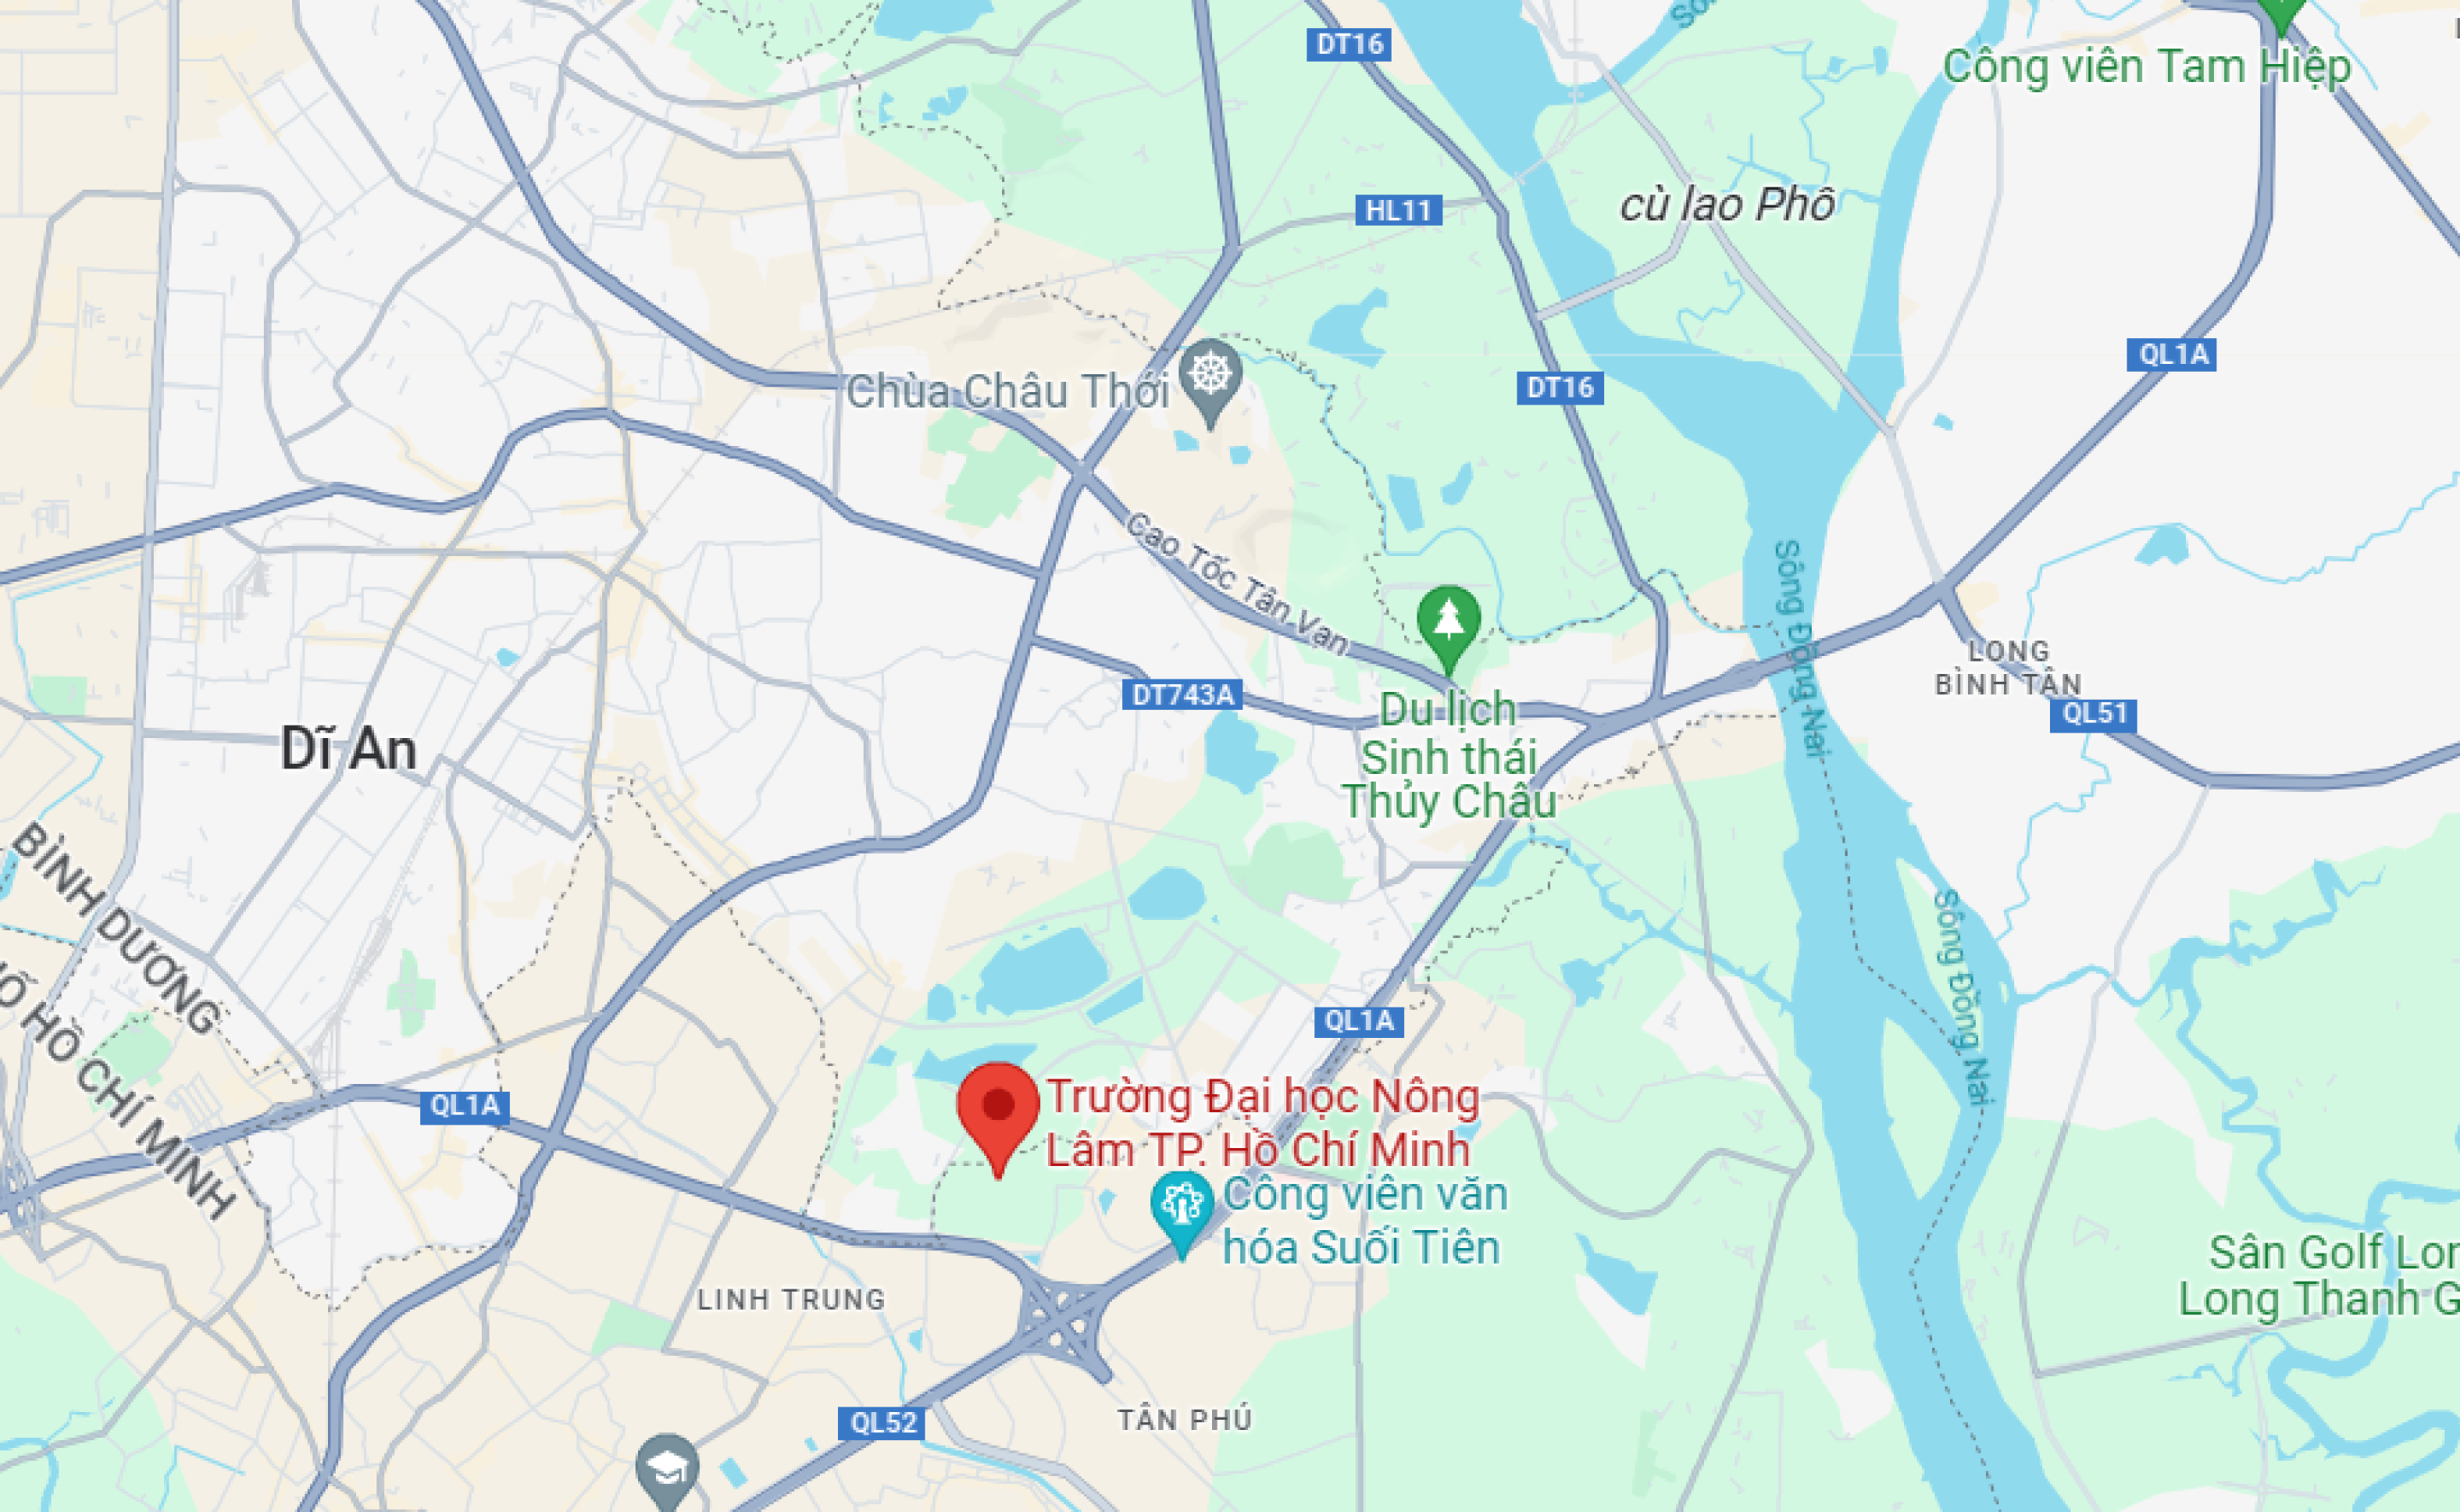 Sô
DT16
Công viên Tam Hiệp
cù lao Phô
HL11
QL1A
Chùa Châu Thới
DT16
Cao Tốc Tân Vạn
Sông Đồng Nai
LONG
BÌNH TÂN
QL51
DT743A
Du lịch
Sinh thái
Thủy Châu
Dĩ An
BÌNH DƯƠNG
Ố HỒ CHÍ MINH
Sông Đồng Nai
QL1A
QL1A
Trường Đại học Nông
Lâm TP. Hồ Chí Minh
Công viên văn
hóa Suối Tiên
Sân Golf Lon
Long Thanh G
LINH TRUNG
QL52
TÂN PHÚ